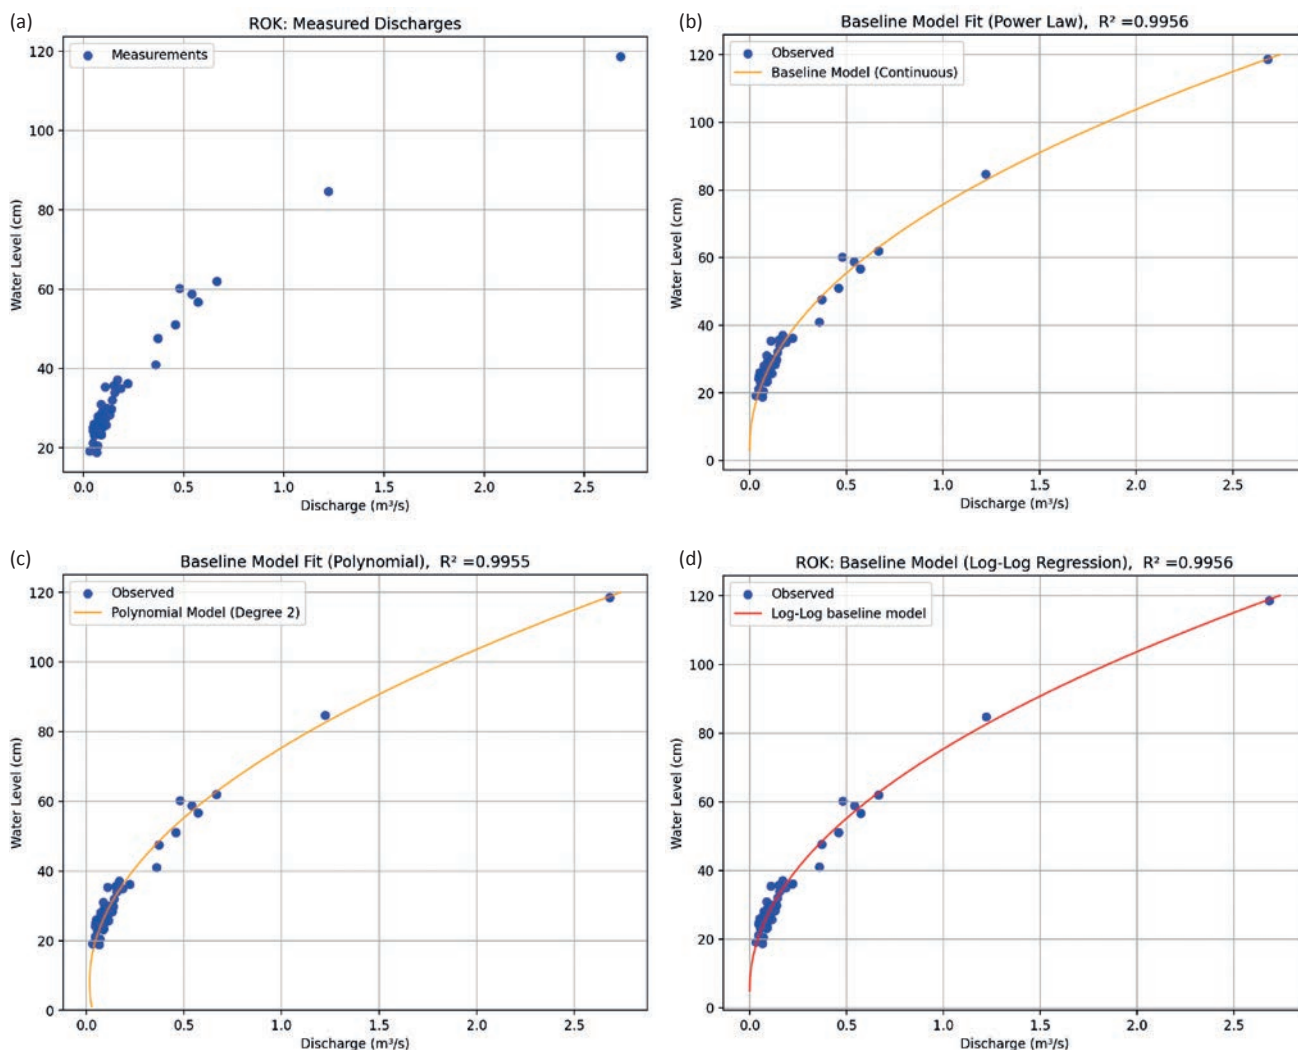 (a)
ROK: Measured Discharges
Measurements
120
100
80
60
40
20
Water Level (cm)
0.0 0.5 1.0 1.5 2.0 2.5
Discharge (m³/s)
(b)
Baseline Model Fit (Power Law), R² =0.9956
Observed
Baseline Model (Continuous)
120
100
80
60
40
20
0
Water Level (cm)
0.0 0.5 1.0 1.5 2.0 2.5
Discharge (m³/s)
(c)
Baseline Model Fit (Polynomial), R² =0.9955
Observed
Polynomial Model (Degree 2)
120
100
80
60
40
20
0
Water Level (cm)
0.0 0.5 1.0 1.5 2.0 2.5
Discharge (m³/s)
(d)
ROK: Baseline Model (Log-Log Regression), R² =0.9956
Observed
Log-Log baseline model
120
100
80
60
40
20
0
Water Level (cm)
0.0 0.5 1.0 1.5 2.0 2.5
Discharge (m³/s)